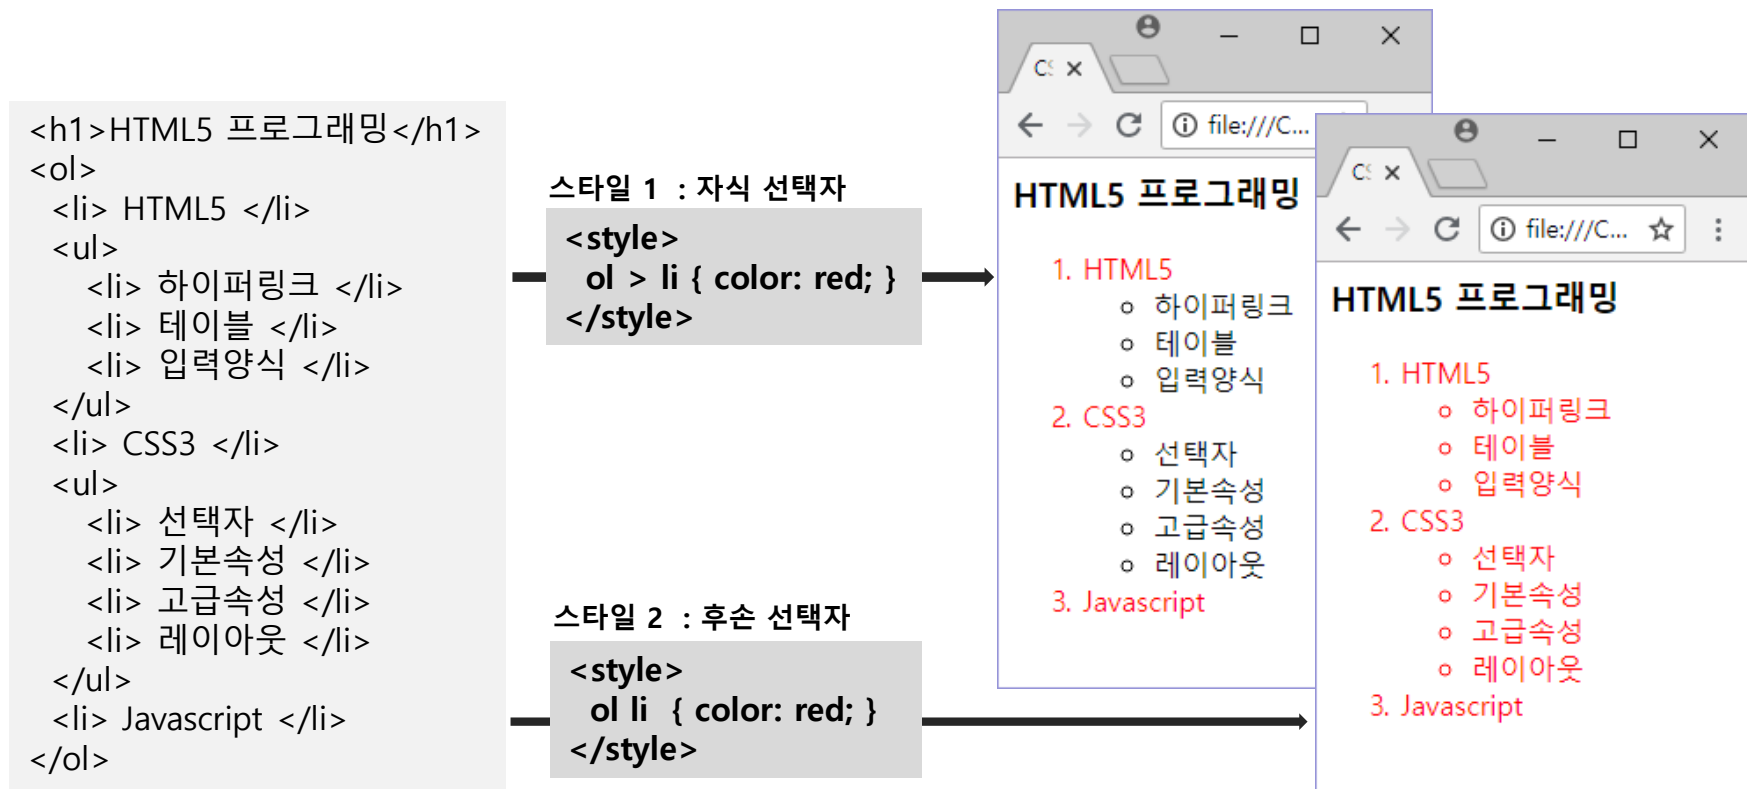 <h1>HTML5 프로그래밍</h1>
<ol>
<li> HTML5 </li>
<ul>
<li> 하이퍼링크 </li>
<li> 테이블 </li>
<li> 입력양식 </li>
</ul>
<li> CSS3 </li>
<ul>
<li> 선택자 </li>
<li> 기본속성 </li>
<li> 고급속성 </li>
<li> 레이아웃 </li>
</ul>
<li> Javascript </li>
</ol>
스타일 1 : 자식 선택자
<style>
ol > li { color: red; }
</style>
스타일 2 : 후손 선택자
<style>
ol li { color: red; }
</style>
CS
file:///C...
HTML5 프로그래밍
1. HTML5
하이퍼링크
테이블
입력양식
2. CSS3
선택자
기본속성
고급속성
레이아웃
3. Javascript
CS
file:///C...
HTML5 프로그래밍
1. HTML5
하이퍼링크
테이블
입력양식
2. CSS3
선택자
기본속성
고급속성
레이아웃
3. Javascript